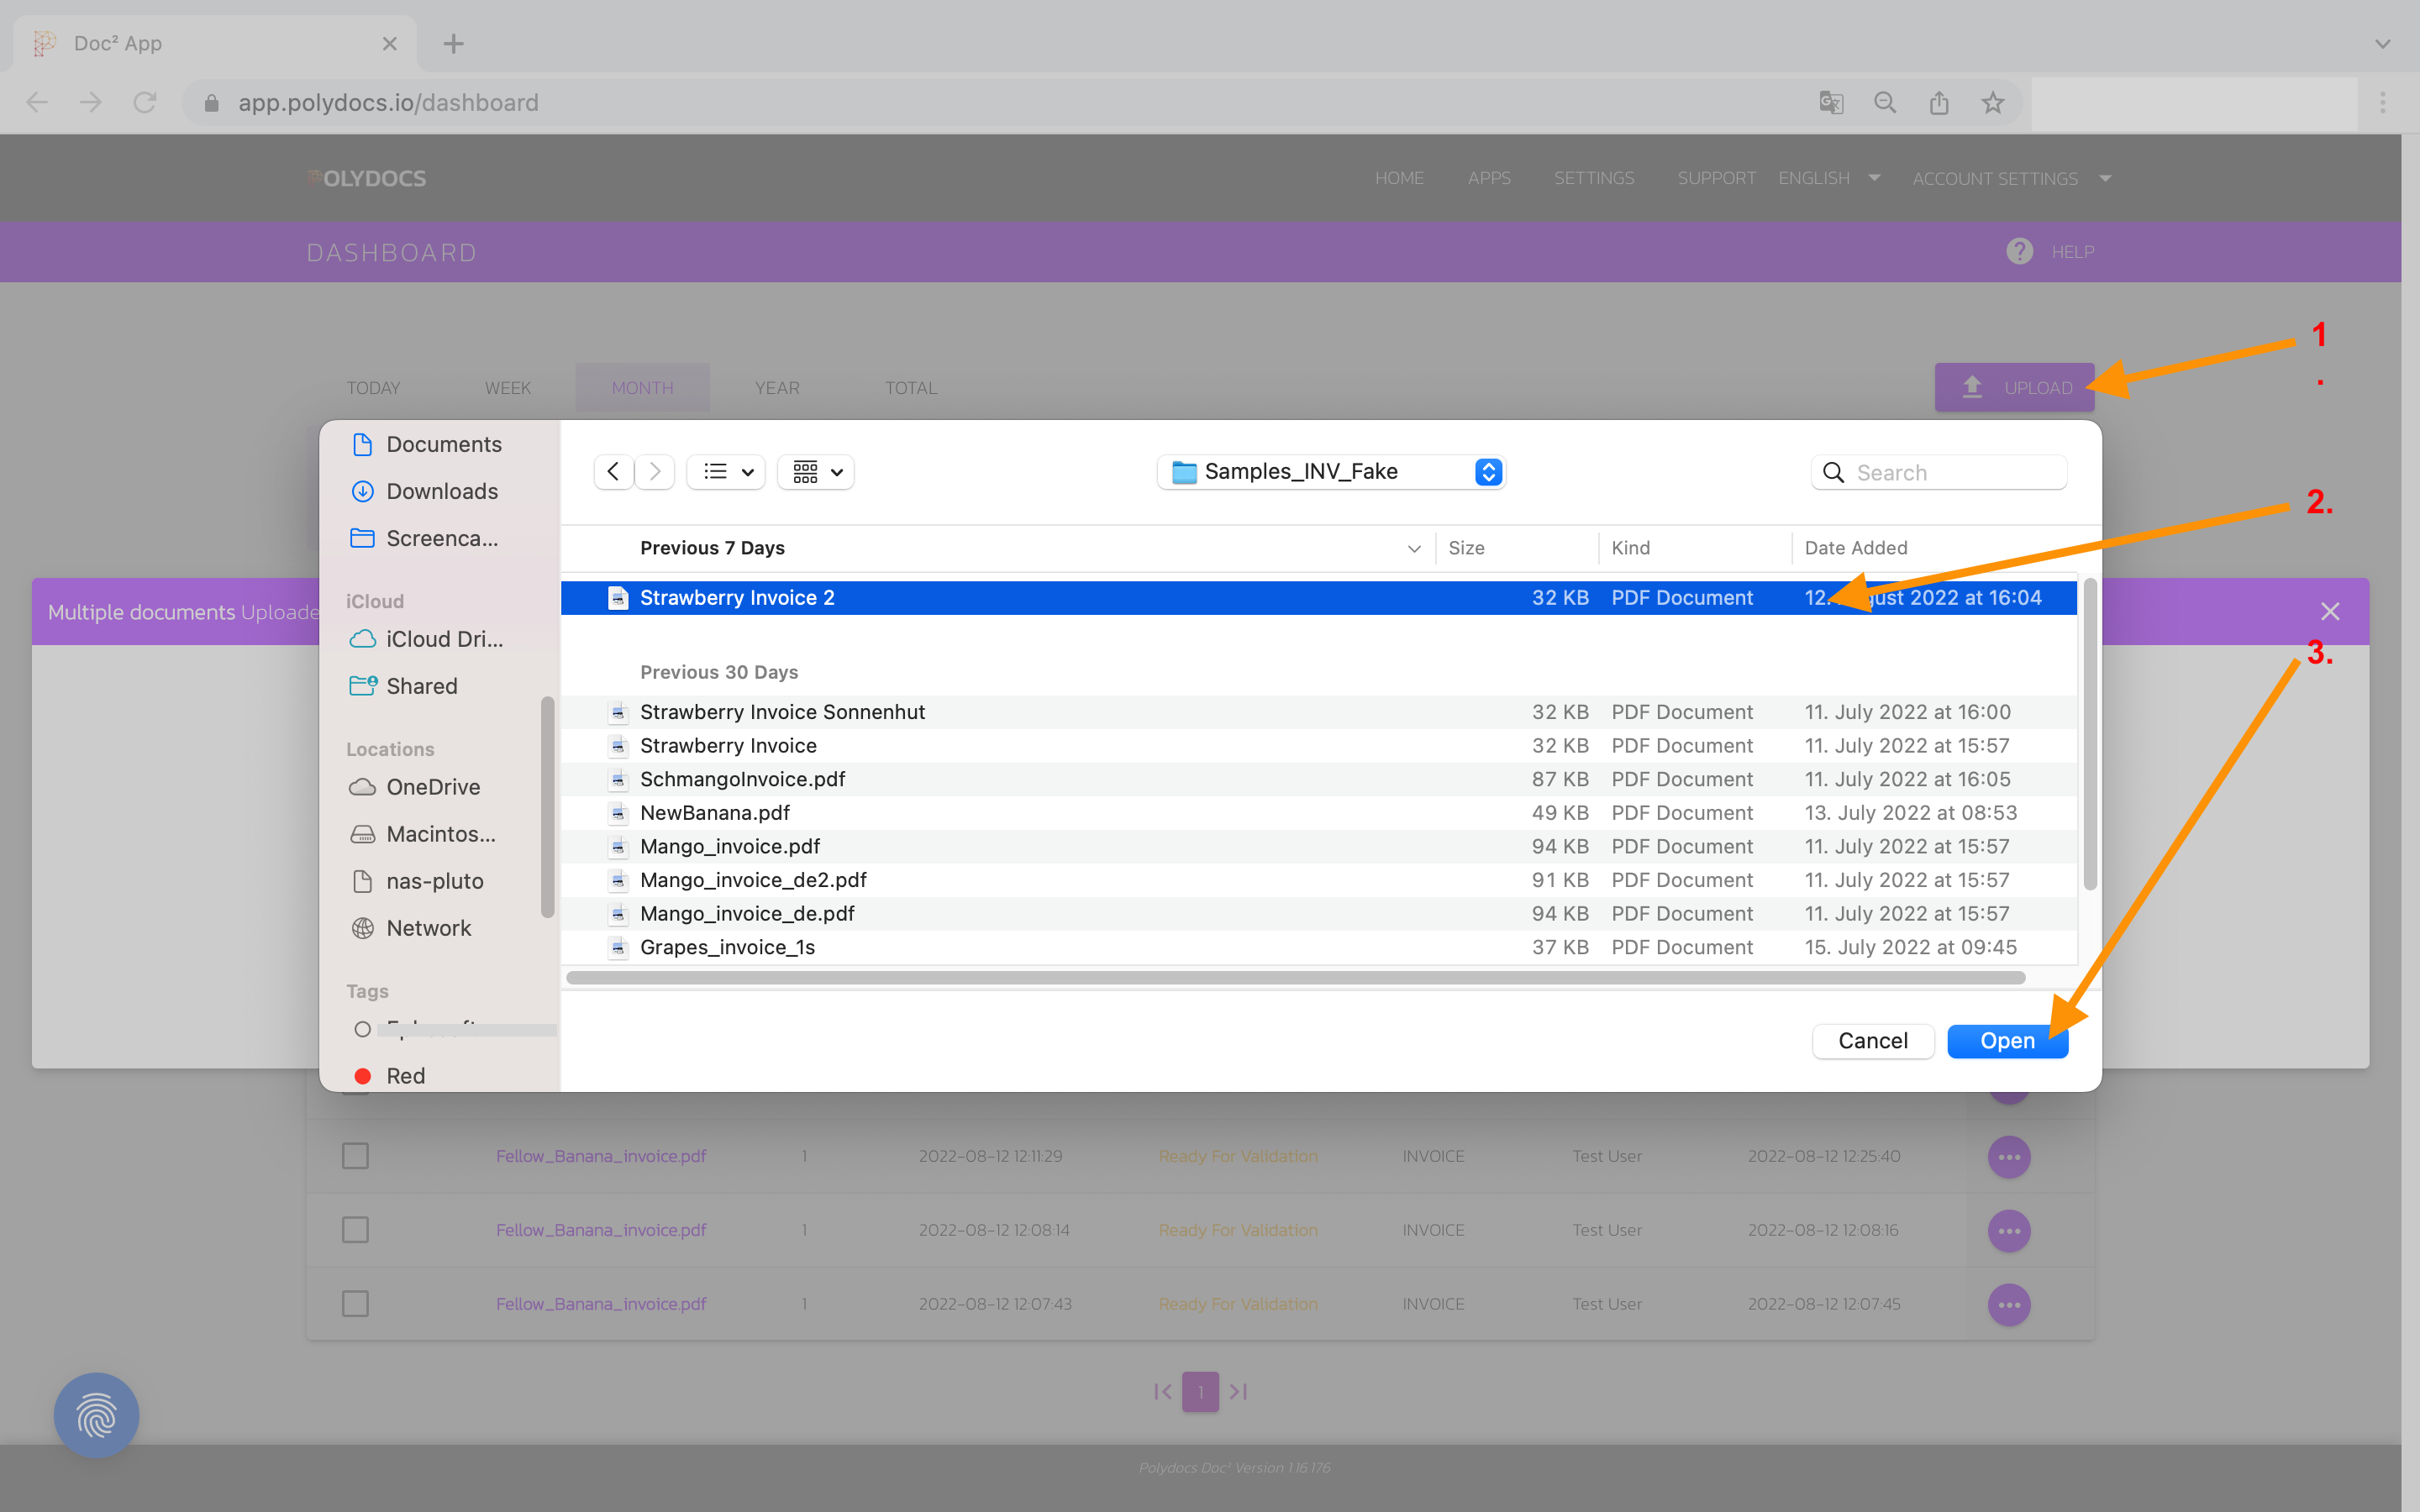 Doc² App
app.polydocs.io/dashboard
OLYDOCS
HOME APPS SETTINGS SUPPORT ENGLISH ACCOUNT SETTINGS
DASHBOARD
? HELP
1
.
TODAY WEEK MONTH YEAR TOTAL
UPLOAD
Documents
Downloads
Screenca...
iCloud
iCloud Dri...
Shared
Locations
OneDrive
Macintos...
nas-pluto
Network
Tags
Red
Samples_INV_Fake
Search
2.
Previous 7 Days Size Kind Date Added
Strawberry Invoice 2 32 KB PDF Document 12. August 2022 at 16:04
Multiple documents Uploade
3.
Previous 30 Days
Strawberry Invoice Sonnenhut 32 KB PDF Document 11. July 2022 at 16:00
Strawberry Invoice 32 KB PDF Document 11. July 2022 at 15:57
SchmangoInvoice.pdf 87 KB PDF Document 11. July 2022 at 16:05
NewBanana.pdf 49 KB PDF Document 13. July 2022 at 08:53
Mango_invoice.pdf 94 KB PDF Document 11. July 2022 at 15:57
Mango_invoice_de2.pdf 91 KB PDF Document 11. July 2022 at 15:57
Mango_invoice_de.pdf 94 KB PDF Document 11. July 2022 at 15:57
Grapes_invoice_1s 37 KB PDF Document 15. July 2022 at 09:45
Cancel Open
Fellow_Banana_invoice.pdf 1 2022-08-12 12:11:29 Ready For Validation INVOICE Test User 2022-08-12 12:25:40
Fellow_Banana_invoice.pdf 1 2022-08-12 12:08:14 Ready For Validation INVOICE Test User 2022-08-12 12:08:16
Fellow_Banana_invoice.pdf 1 2022-08-12 12:07:43 Ready For Validation INVOICE Test User 2022-08-12 12:07:45
1
Polydocs Doc² Version 1.16.176